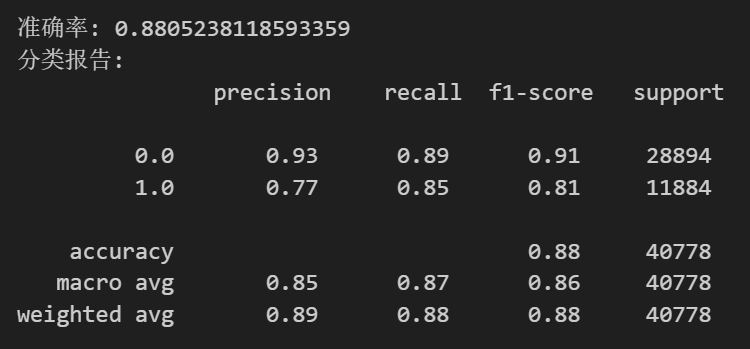 准确率: 0.8805238118593359
分类报告:
precision recall f1-score support
0.0 0.93 0.89 0.91 28894
1.0 0.77 0.85 0.81 11884
accuracy 0.88 40778
macro avg 0.85 0.87 0.86 40778
weighted avg 0.89 0.88 0.88 40778